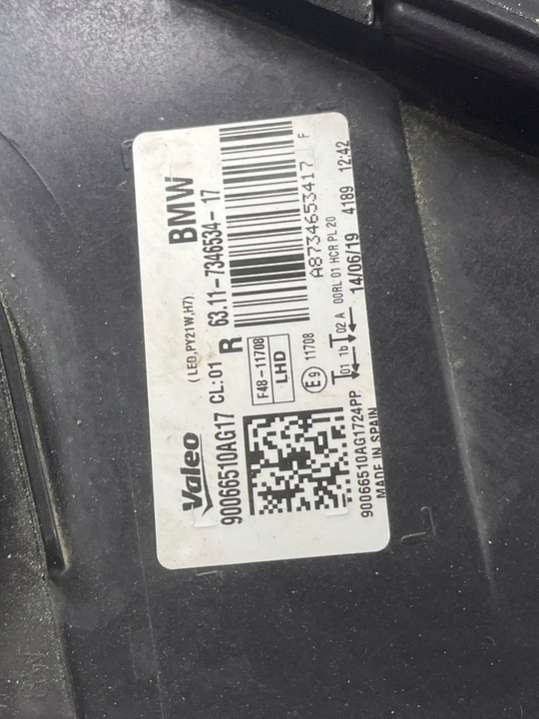 Valeo (LED,PY21W,H7) BMW
90066510AG17 CL:01 R 63.11-7346534-17
F48-11708
LHD
A8734653417 F
E9 11708
01 1b 02 A 00RL 01 HCR PL 20
90066510AG1724PP 14/06/19 4189 12:42
MADE IN SPAIN